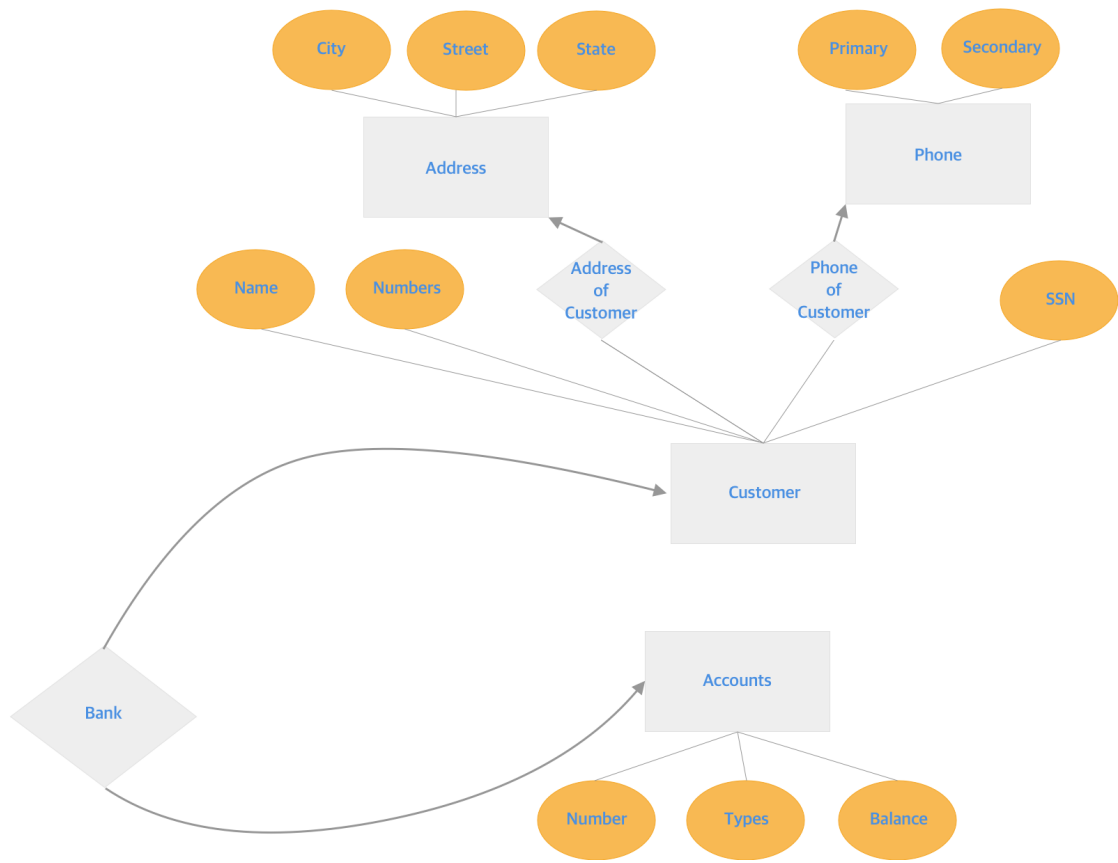 City
Street
State
Primary
Secondary
Address
Phone
Name
Numbers
Address
of
Customer
Phone
of
Customer
SSN
Customer
Bank
Accounts
Number
Types
Balance